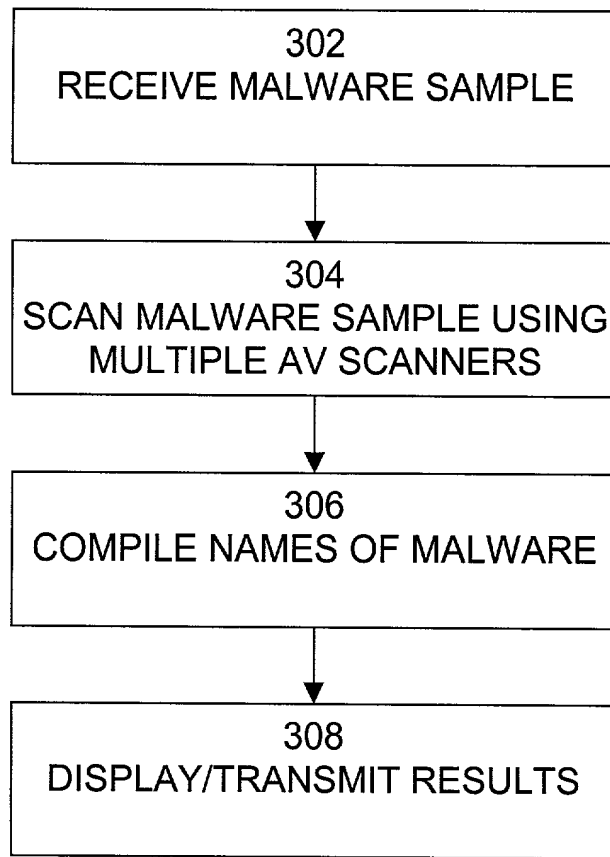 302
RECEIVE MALWARE SAMPLE
304
SCAN MALWARE SAMPLE USING
MULTIPLE AV SCANNERS
306
COMPILE NAMES OF MALWARE
308
DISPLAY/TRANSMIT RESULTS